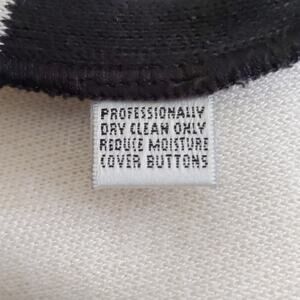 PROFESSIONALLY
DRY CLEAN ONLY
REDUCE MOISTURE
COVER BUTTONS